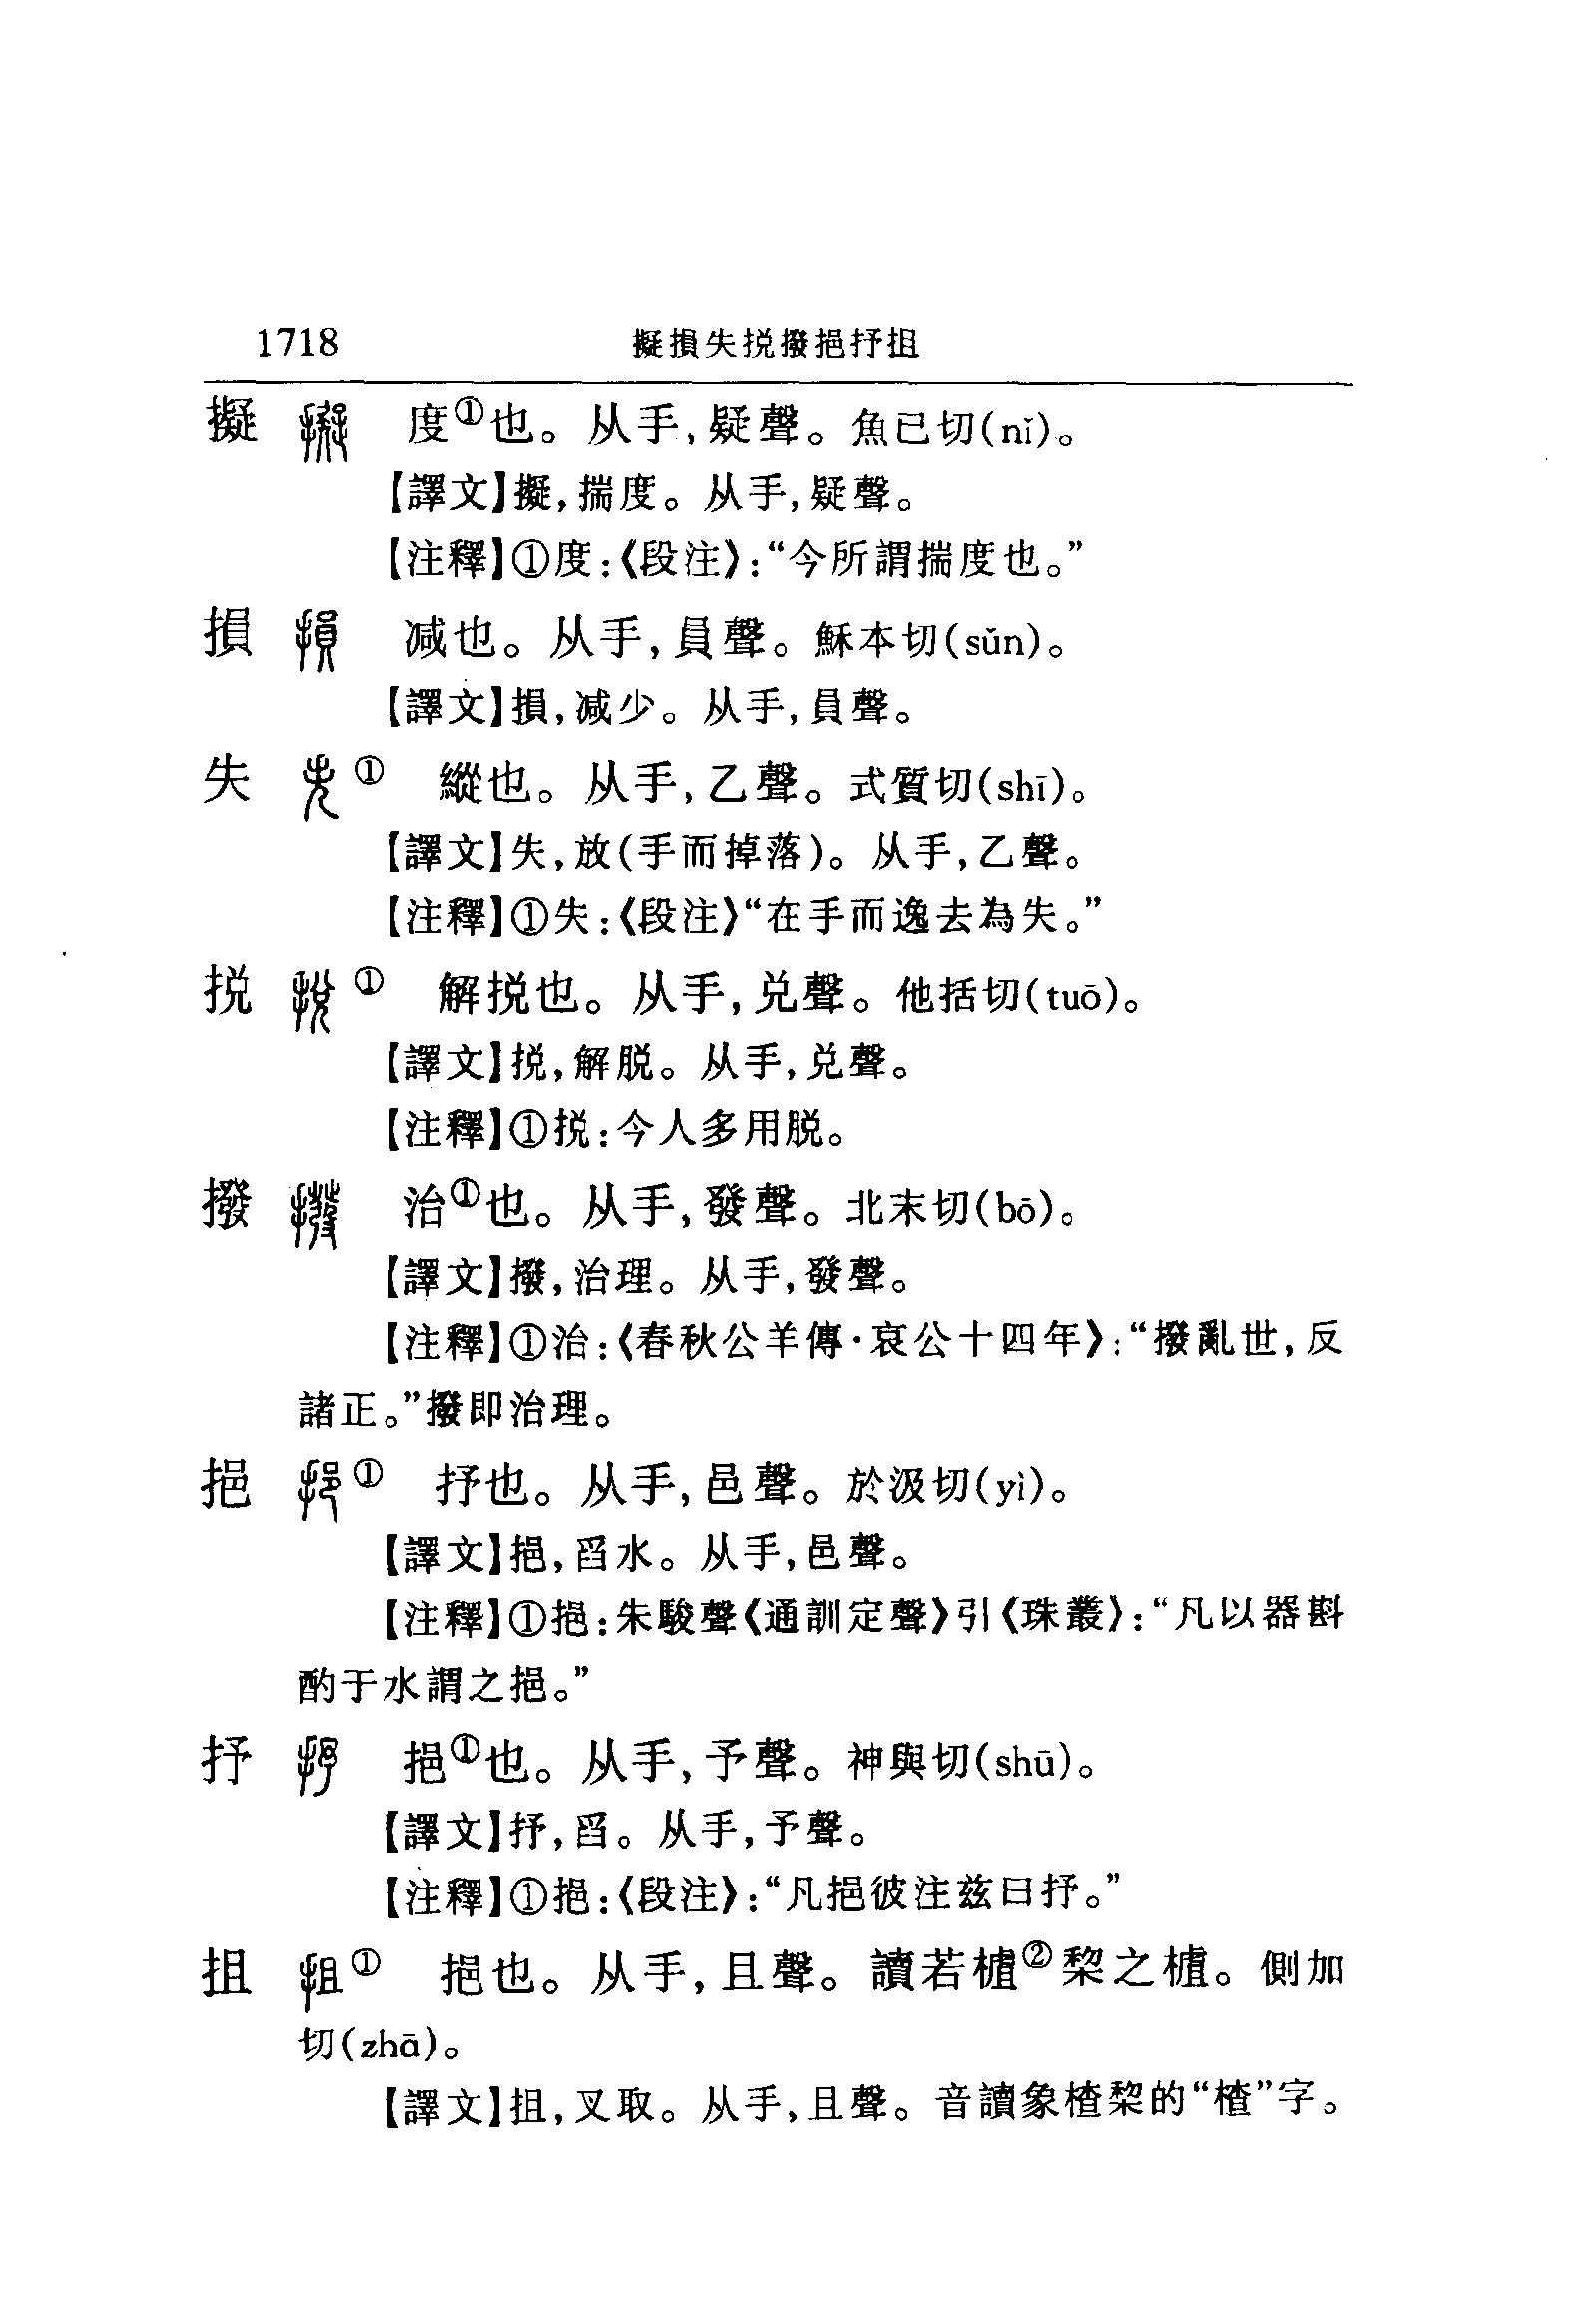 1718 擬損失挩撥挹抒抯
擬 度①也。从手,疑聲。魚已切(nǐ)。
【譯文】擬,揣度。从手,疑聲。
【注釋】①度:《段注》:“今所謂揣度也。”
損 减也。从手,員聲。穌本切(sǔn)。
【譯文】損,减少。从手,員聲。
失 ① 縱也。从手,乙聲。式質切(shī)。
【譯文】失,放(手而掉落)。从手,乙聲。
【注釋】①失:《段注》“在手而逸去為失。”
挩 ① 解挩也。从手,兑聲。他括切(tuō)。
【譯文】挩,解脱。从手,兑聲。
【注釋】①挩:今人多用脱。
撥 治①也。从手,發聲。北末切(bō)。
【譯文】撥,治理。从手,發聲。
【注釋】①治:《春秋公羊傳·哀公十四年》:“撥亂世,反
諸正。”撥即治理。
挹 ① 抒也。从手,邑聲。於汲切(yì)。
【譯文】挹,舀水。从手,邑聲。
【注釋】①挹:朱駿聲《通訓定聲》引《珠叢》:“凡以器斟
酌于水謂之挹。”
抒 挹①也。从手,予聲。神與切(shū)。
【譯文】抒,舀。从手,予聲。
【注釋】①挹:《段注》:“凡挹彼注兹曰抒。”
抯 ① 挹也。从手,且聲。讀若樝②棃之樝。側加
切(zhā)。
【譯文】抯,叉取。从手,且聲。音讀象楂棃的“楂”字。